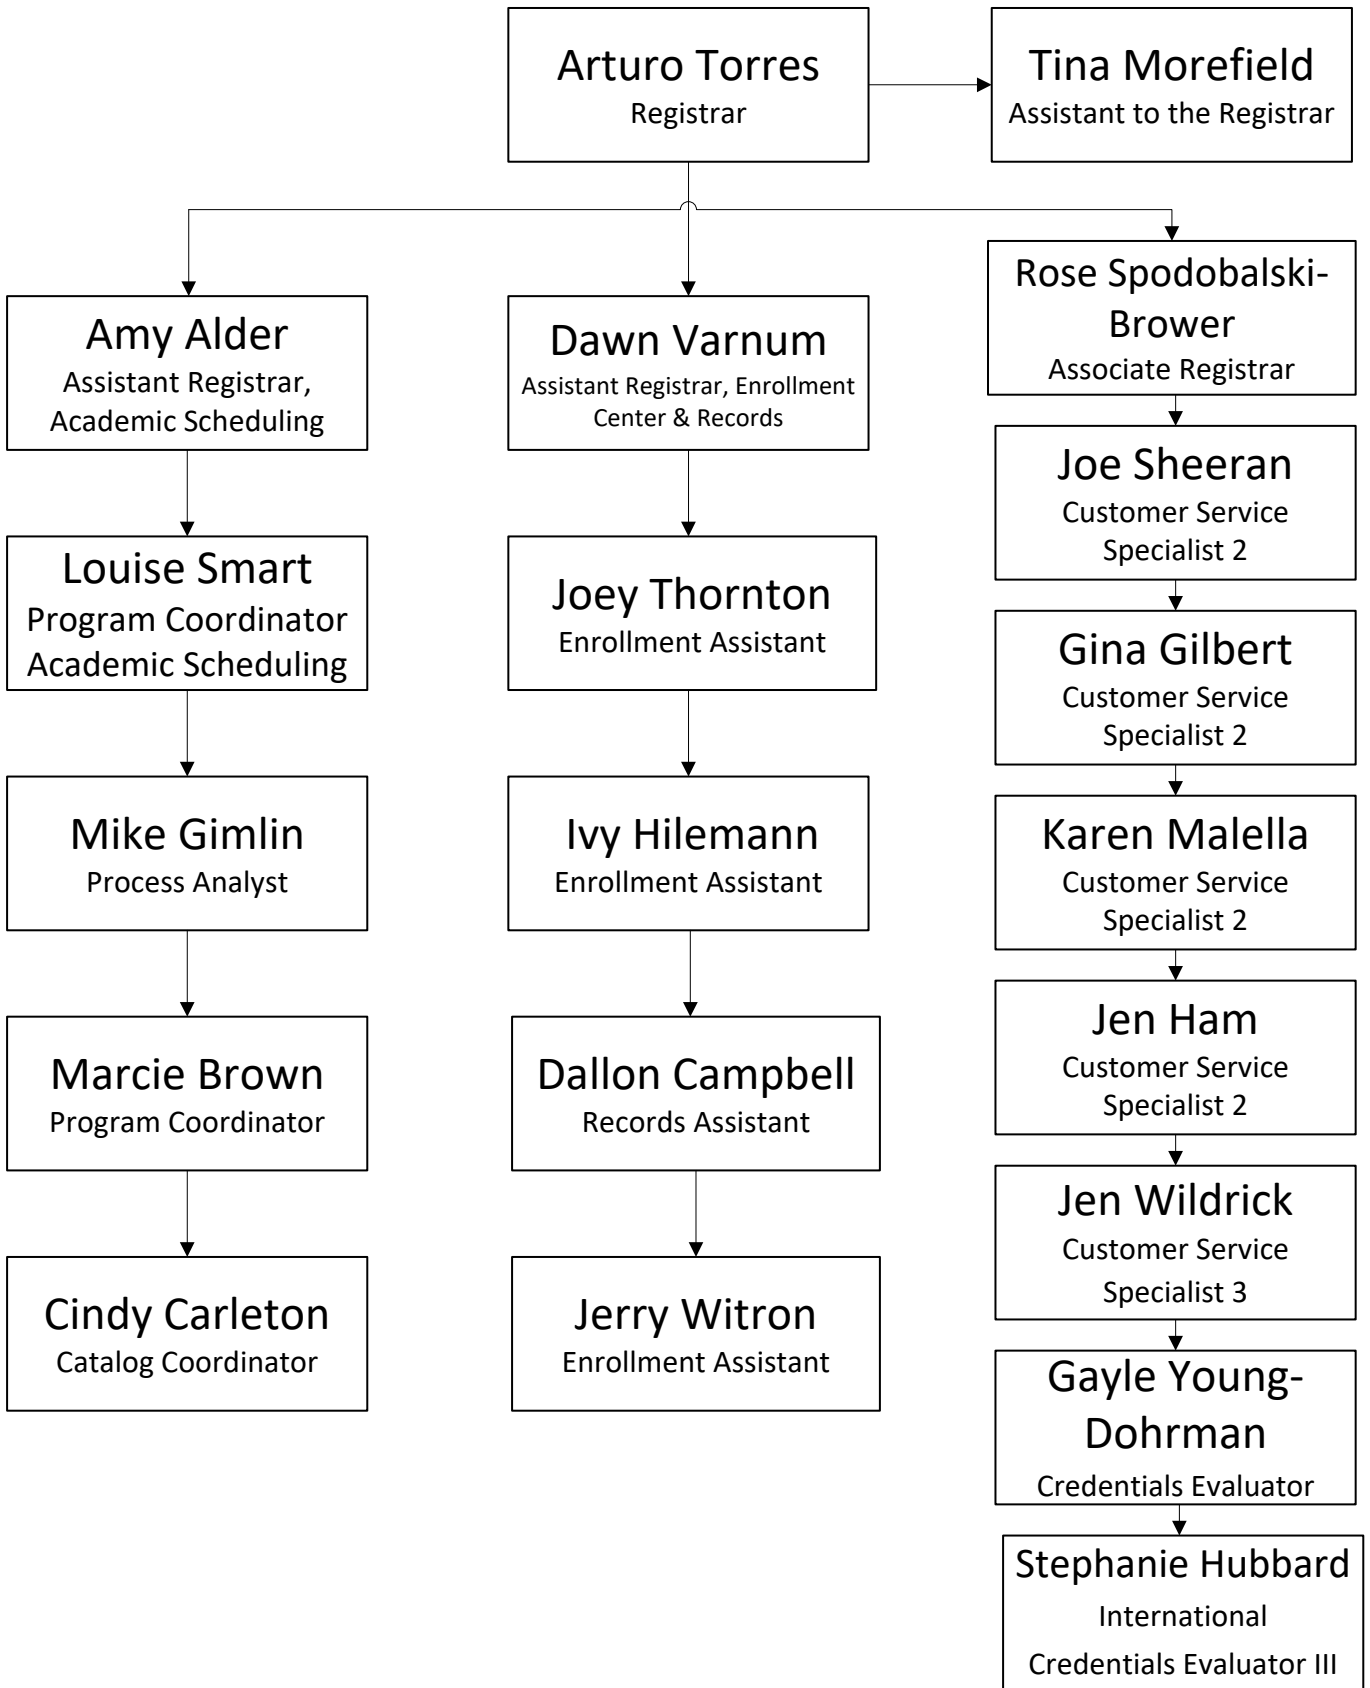 Arturo Torres
Registrar
Tina Morefield
Assistant to the Registrar
Amy Alder
Assistant Registrar,
Academic Scheduling
Louise Smart
Program Coordinator
Academic Scheduling
Mike Gimlin
Process Analyst
Marcie Brown
Program Coordinator
Cindy Carleton
Catalog Coordinator
Dawn Varnum
Assistant Registrar, Enrollment
Center & Records
Joey Thornton
Enrollment Assistant
Ivy Hilemann
Enrollment Assistant
Dallon Campbell
Records Assistant
Jerry Witron
Enrollment Assistant
Rose Spodobalski-
Brower
Associate Registrar
Joe Sheeran
Customer Service
Specialist 2
Gina Gilbert
Customer Service
Specialist 2
Karen Malella
Customer Service
Specialist 2
Jen Ham
Customer Service
Specialist 2
Jen Wildrick
Customer Service
Specialist 3
Gayle Young-
Dohrman
Credentials Evaluator
Stephanie Hubbard
International
Credentials Evaluator III